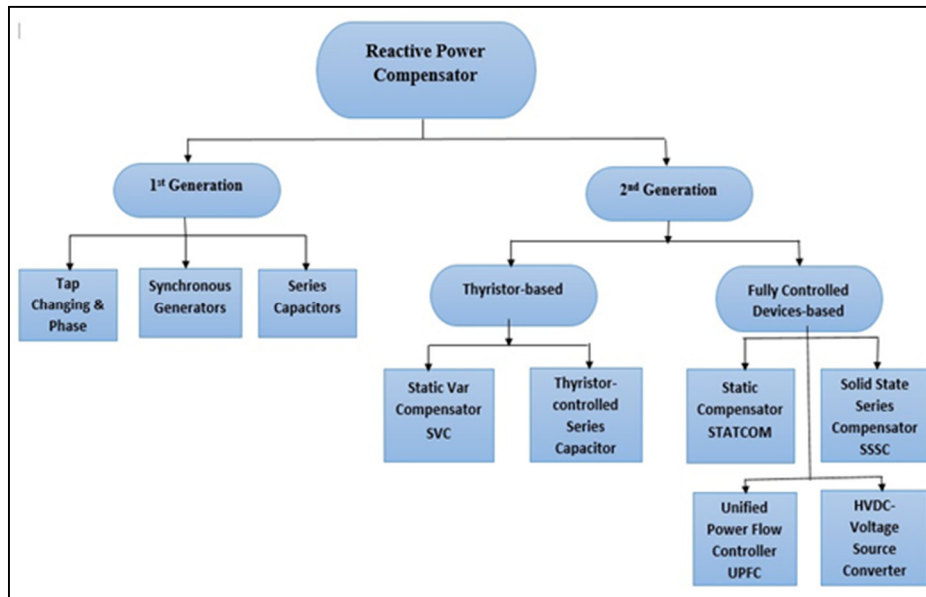 Reactive Power
Compensator
1st Generation
2nd Generation
Tap
Changing &
Phase
Synchronous
Generators
Series
Capacitors
Thyristor-based
Fully Controlled
Devices-based
Static Var
Compensator
SVC
Thyristor-
controlled
Series
Capacitor
Static
Compensator
STATCOM
Solid State
Series
Compensator
SSSC
Unified
Power Flow
Controller
UPFC
HVDC-
Voltage
Source
Converter